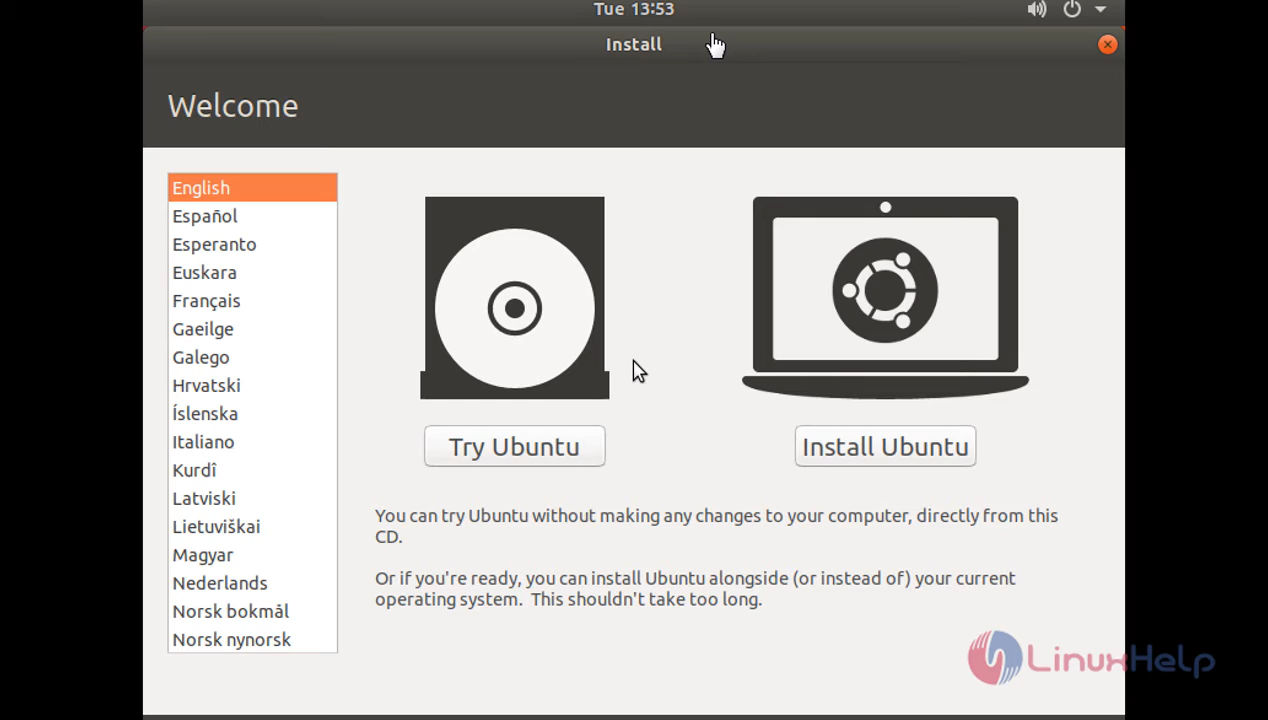 Tue 13:53
Install
Welcome
English
Español
Esperanto
Euskara
Français
Gaeilge
Galego
Hrvatski
Íslenska
Italiano
Kurdî
Latviski
Lietuviškai
Magyar
Nederlands
Norsk bokmål
Norsk nynorsk
Try Ubuntu
Install Ubuntu
You can try Ubuntu without making any changes to your computer, directly from this
CD.
Or if you're ready, you can install Ubuntu alongside (or instead of) your current
operating system. This shouldn't take too long.
LinuxHelp